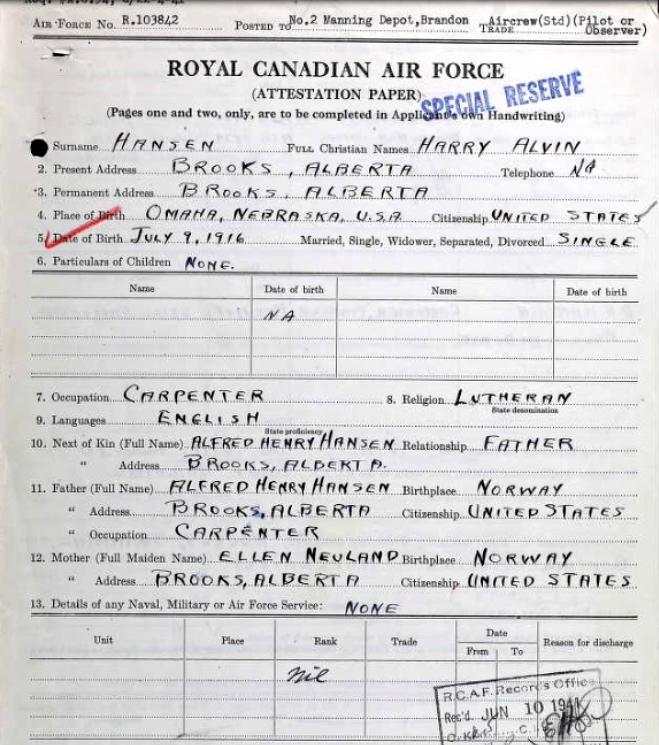 AIR FORCE NO. R.103842 POSTED TO No.2 Manning Depot, Brandon TRADE Aircrew(Std)(Pilot or Observer)
ROYAL CANADIAN AIR FORCE
(ATTESTATION PAPER)
SPECIAL RESERVE
(Pages one and two, only, are to be completed in Applicant's own Handwriting)
Surname HANSEN FULL Christian Names HARRY ALVIN
2. Present Address BROOKS, ALBERTA Telephone NA
3. Permanent Address BROOKS, ALBERTA
4. Place of Birth OMAHA, NEBRASKA, U.S.A. Citizenship UNITED STATES
5. Date of Birth JULY 9, 1916 Married, Single, Widower, Separated, Divorced SINGLE
6. Particulars of Children NONE.
Name Date of birth Name Date of birth
NA
7. Occupation CARPENTER 8. Religion LUTHERAN
State denomination
9. Languages ENGLISH
State proficiency
10. Next of Kin (Full Name) ALFRED HENRY HANSEN Relationship FATHER
" Address BROOKS, ALBERTA.
11. Father (Full Name) ALFRED HENRY HANSEN Birthplace NORWAY
" Address BROOKS, ALBERTA Citizenship UNITED STATES
" Occupation CARPENTER
12. Mother (Full Maiden Name) ELLEN NEULAND Birthplace NORWAY
" Address BROOKS, ALBERTA Citizenship UNITED STATES
13. Details of any Naval, Military or Air Force Service: NONE
Unit Place Rank Trade Date Reason for discharge
From To
nil
R.C.A.F. Record's Office
Rec'd JUN 10 1941